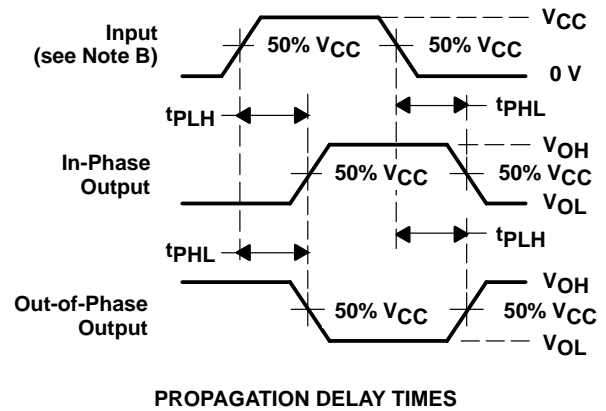 Input
(see Note B)
50% VCC
50% VCC
VCC
0 V
tPLH
tPHL
In-Phase
Output
50% VCC
VOH
50% VCC
VOL
tPHL
tPLH
Out-of-Phase
Output
50% VCC
VOH
50% VCC
VOL
PROPAGATION DELAY TIMES